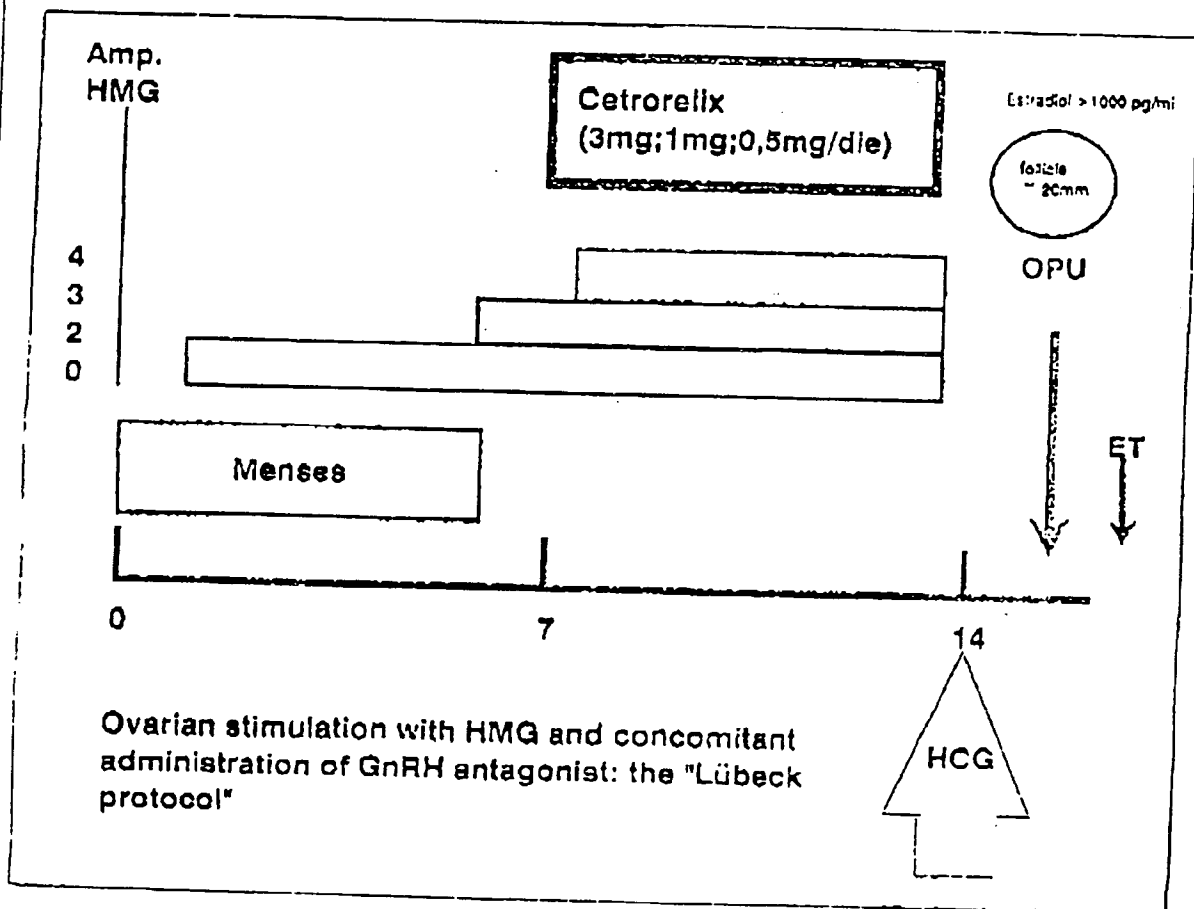 Amp.
HMG
Cetrorelix
(3mg;1mg;0,5mg/die)
Estradiol > 1000 pg/ml
20mm
OPU
4
3
2
0
ET
Menses
0
7
14
HCG
Ovarian stimulation with HMG and concomitant
administration of GnRH antagonist: the "Lübeck
protocol"